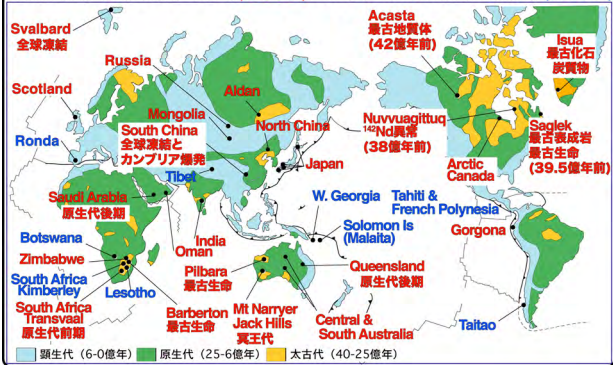 Svalbard
全球凍結
Russia
Scotland
Aldan
Mongolia
South China
全球凍結と
カンブリア爆発
North China
Ronda
Tibet
Japan
Saudi Arabia
原生代後期
Oman
India
Botswana
Zimbabwe
South Africa
Kimberley
Lesotho
South Africa
Transvaal
原生代前期
Barberton
最古生命
Pilbara
最古生命
Mt Narryer
Jack Hills
冥王代
Central &
South Australia
Queensland
原生代後期
W. Georgia
Solomon Is
(Malaita)
Tahiti &
French Polynesia
Gorgona
Taitao
Acasta
最古地質体
(42億年前)
Isua
最古化石
炭質物
Nuvvuagittuq
142Nd異常
(38億年前)
Saglek
最古表成岩
最古生命
(39.5億年前)
Arctic
Canada
顕生代 (6-0億年)
原生代 (25-6億年)
太古代 (40-25億年)